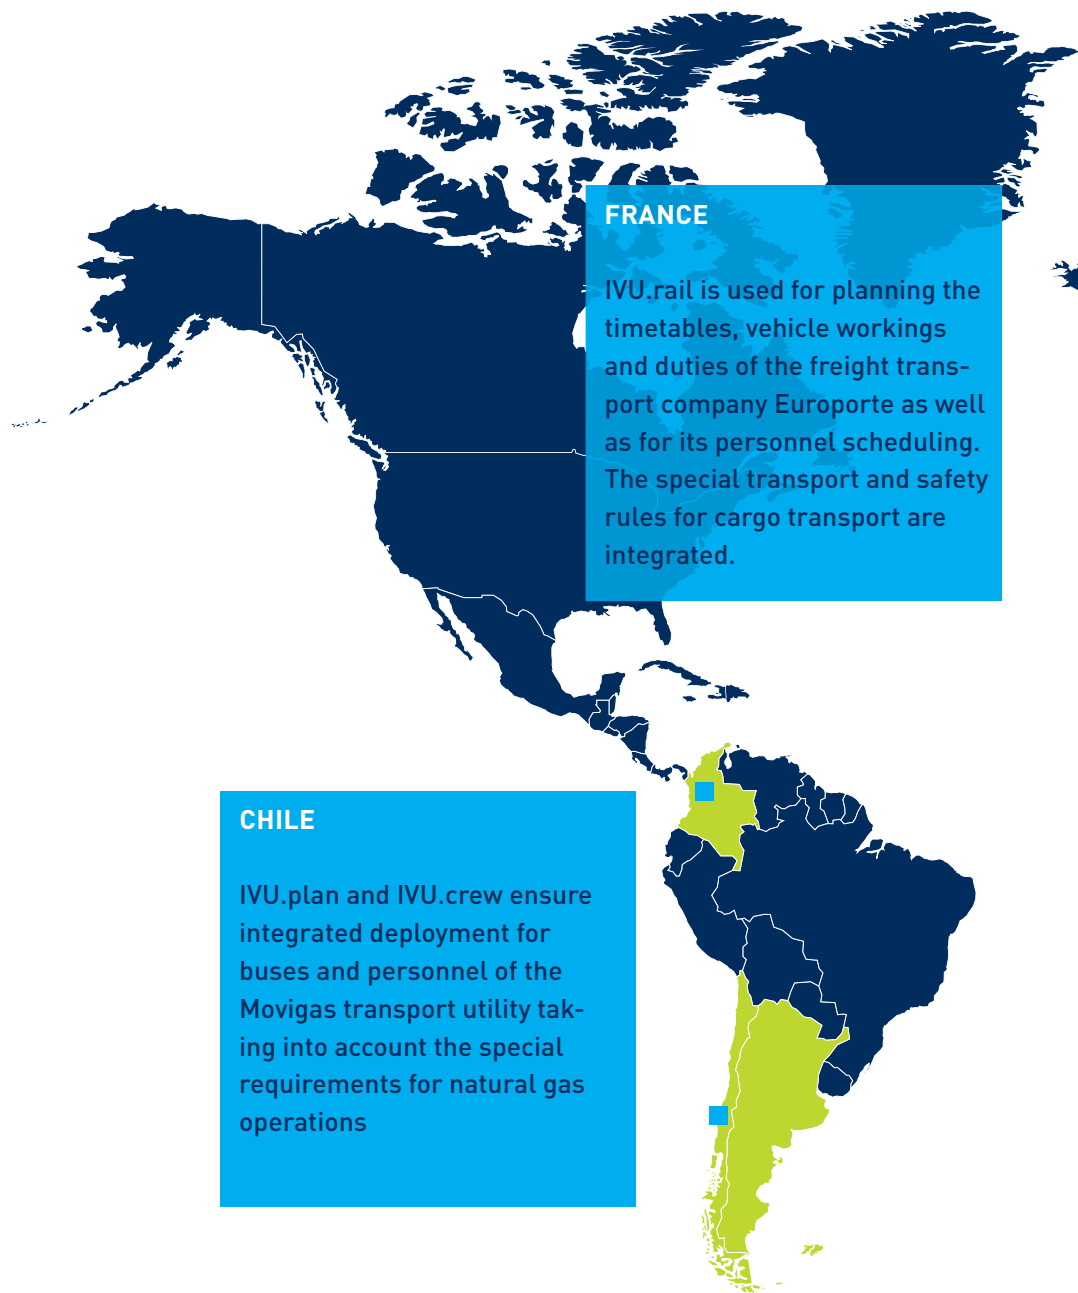 FRANCE
IVU.rail is used for planning the
timetables, vehicle workings
and duties of the freight trans-
port company Europorte as well
as for its personnel scheduling.
The special transport and safety
rules for cargo transport are
integrated.
CHILE
IVU.plan and IVU.crew ensure
integrated deployment for
buses and personnel of the
Movigas transport utility tak-
ing into account the special
requirements for natural gas
operations